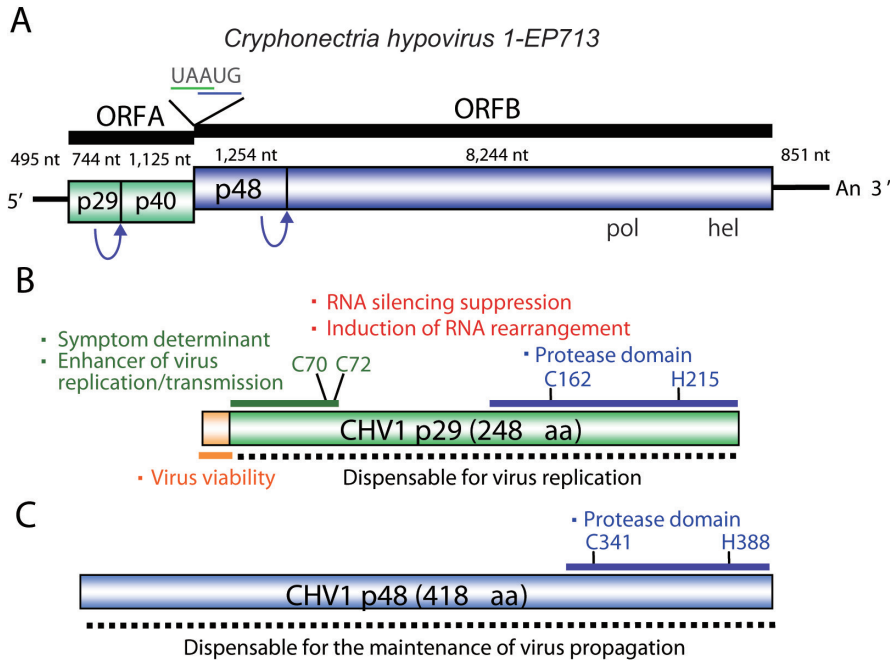 A
Cryphonectria hypovirus 1-EP713
UAAUG
ORFA
ORFB
495 nt 744 nt 1,125 nt 1,254 nt 8,244 nt 851 nt
5′ p29 p40 p48 An 3 ′
pol hel
B
▪ RNA silencing suppression
▪ Induction of RNA rearrangement
▪ Symptom determinant
▪ Enhancer of virus
replication/transmission
C70 C72
▪ Protease domain
C162 H215
CHV1 p29 (248 aa)
▪ Virus viability
Dispensable for virus replication
C
▪ Protease domain
C341 H388
CHV1 p48 (418 aa)
Dispensable for the maintenance of virus propagation